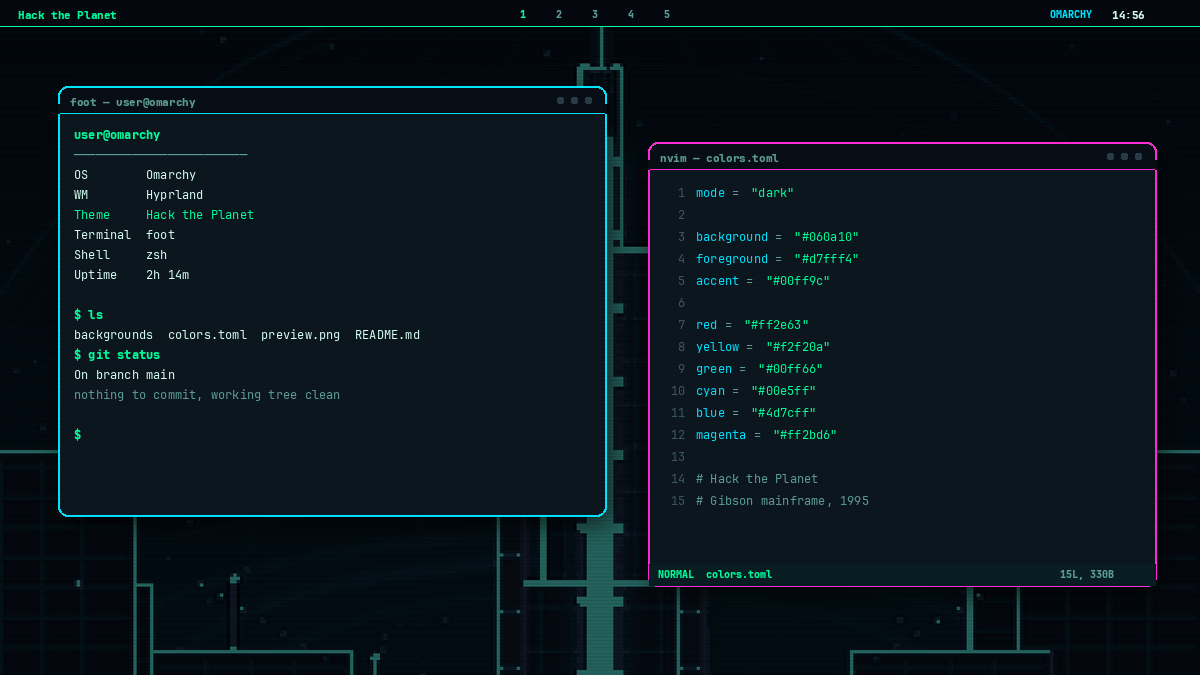 Hack the Planet 1 2 3 4 5 OMARCHY 14:56
foot — user@omarchy
user@omarchy
────────────────────────
OS Omarchy
WM Hyprland
Theme Hack the Planet
Terminal foot
Shell zsh
Uptime 2h 14m
$ ls
backgrounds colors.toml preview.png README.md
$ git status
On branch main
nothing to commit, working tree clean
$
nvim — colors.toml
1 mode = "dark"
2
3 background = "#060a10"
4 foreground = "#d7fff4"
5 accent = "#00ff9c"
6
7 red = "#ff2e63"
8 yellow = "#f2f20a"
9 green = "#00ff66"
10 cyan = "#00e5ff"
11 blue = "#4d7cff"
12 magenta = "#ff2bd6"
13
14 # Hack the Planet
15 # Gibson mainframe, 1995
NORMAL colors.toml 15L, 330B